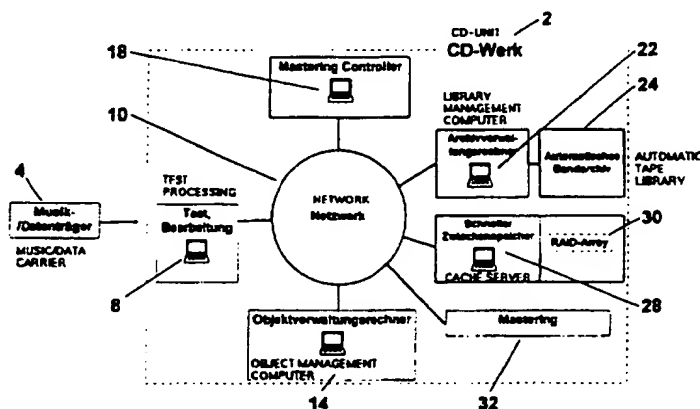 CD-UNIT
2
CD-Werk
18
Mastering Controller
22
24
LIBRARY MANAGEMENT
COMPUTER
10
Archivverwal-
tungsrechner
Automatisches
Bandarchiv
AUTOMATIC
TAPE
LIBRARY
4
TEST
PROCESSING
NETWORK
Netzwerk
Musik-
/Datenträger
Test,
Bearbeitung
Schneller
Zwischenspeicher
RAID-Array
30
MUSIC/DATA
CARRIER
8
CACHE SERVER
28
Objektverwaltungsrechner
Mastering
OBJECT MANAGEMENT
COMPUTER
14
32